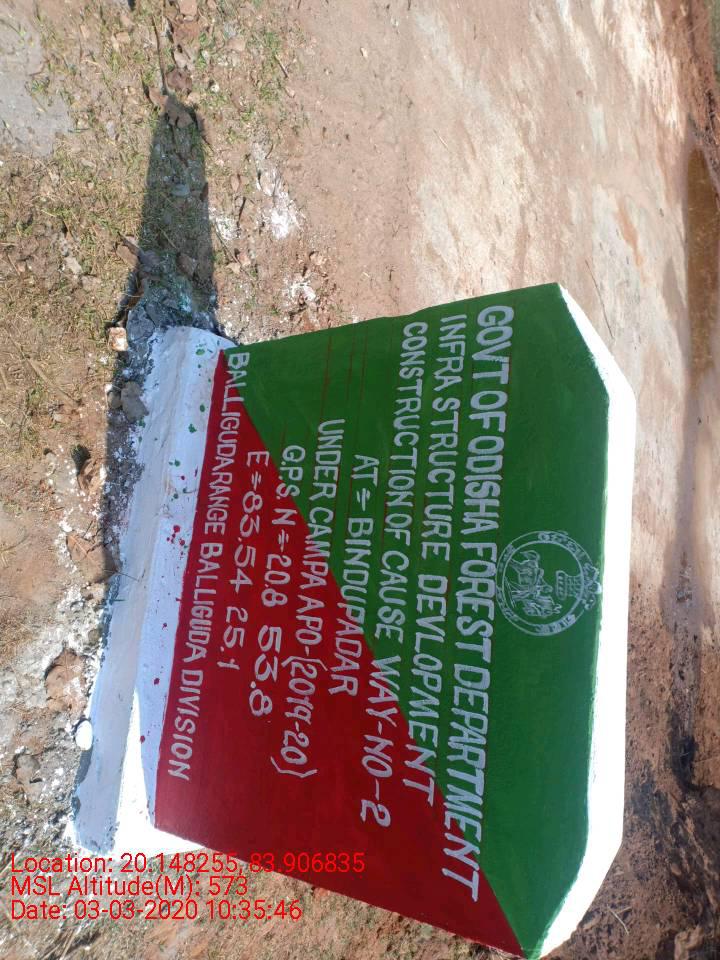 GOVT OF ODISHA FOREST DEPARTMENT
INFRA STRUCTURE DEVLOPMENT
CONSTRUCTION OF CAUSE WAY-NO-2
AT = BINDUPADAR
UNDER CAMPA APO-(2019-20)
G.P.S N = 20.8 53.8
E = 83.54 25.1
BALLIGUDA RANGE BALLIGUDA DIVISION
Location: 20.148255, 83.906835
MSL Altitude(M): 573
Date: 03-03-2020 10:35:46